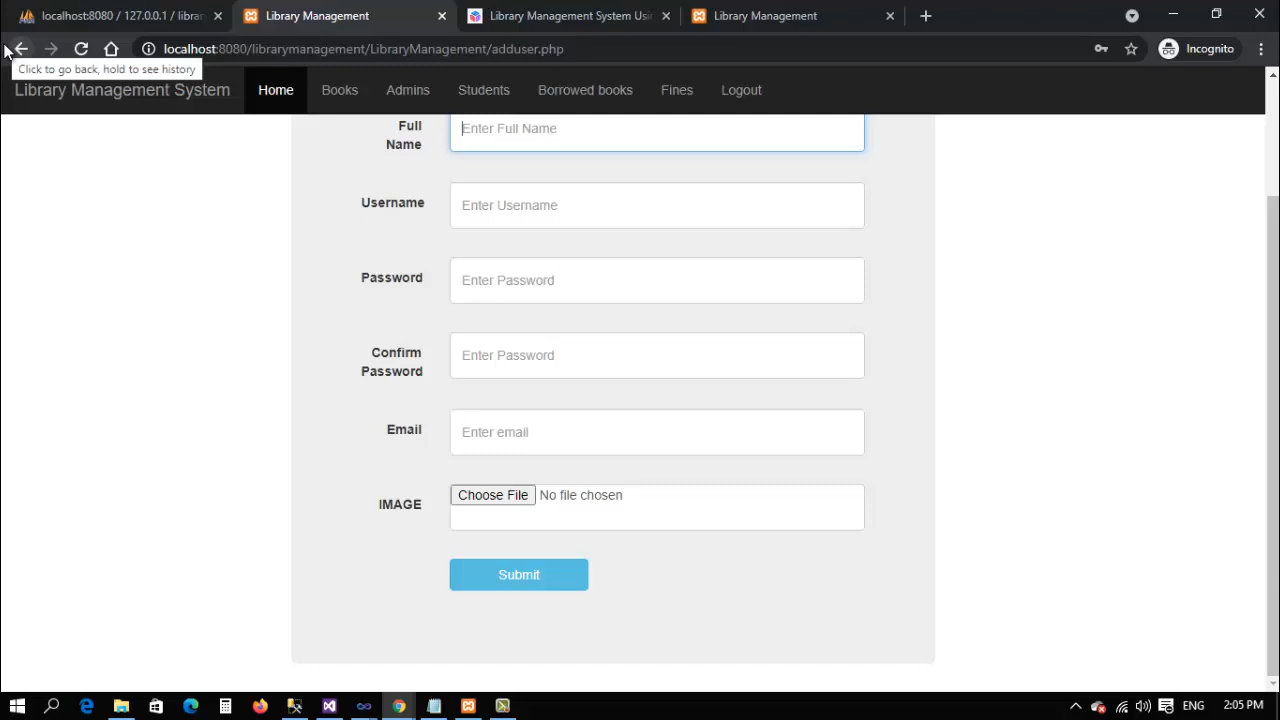 localhost:8080 / 127.0.0.1 / librar
Library Management
Library Management System Usin
Library Management
localhost:8080/librarymanagement/LibraryManagement/adduser.php
Incognito
Click to go back, hold to see history
Library Management System
Home
Books
Admins
Students
Borrowed books
Fines
Logout
Full
Name
Enter Full Name
Username
Enter Username
Password
Enter Password
Confirm
Password
Enter Password
Email
Enter email
IMAGE
Choose File No file chosen
Submit
ENG
2:05 PM